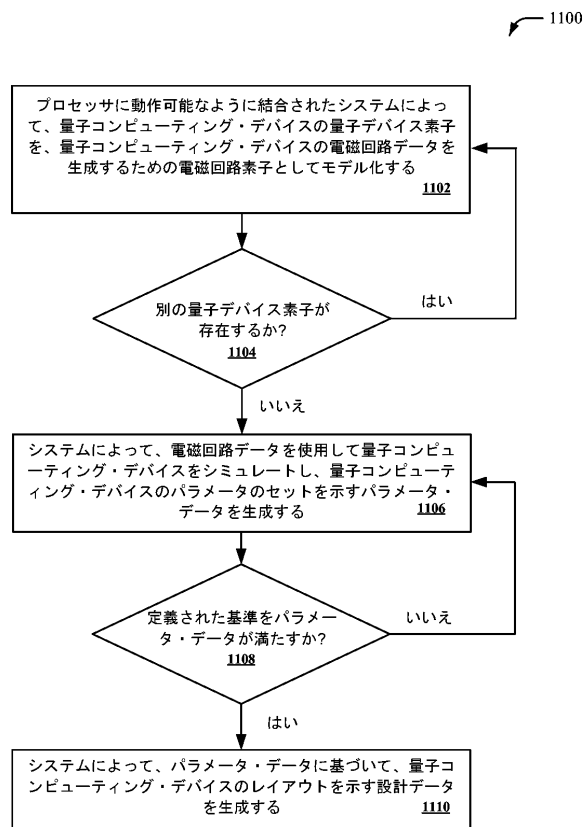 1100
プロセッサに動作可能なように結合されたシステムによっ
て、量子コンピューティング・デバイスの量子デバイス素子
を、量子コンピューティング・デバイスの電磁回路データを
生成するための電磁回路素子としてモデル化する
1102
別の量子デバイス素子が
存在するか?
1104
はい
いいえ
システムによって、電磁回路データを使用して量子コンピュ
ーティング・デバイスをシミュレートし、量子コンピューテ
ィング・デバイスのパラメータのセットを示すパラメータ・
データを生成する
1106
定義された基準をパラメー
タ・データが満たすか?
1108
いいえ
はい
システムによって、パラメータ・データに基づいて、量子コ
ンピューティング・デバイスのレイアウトを示す設計データ
を生成する
1110